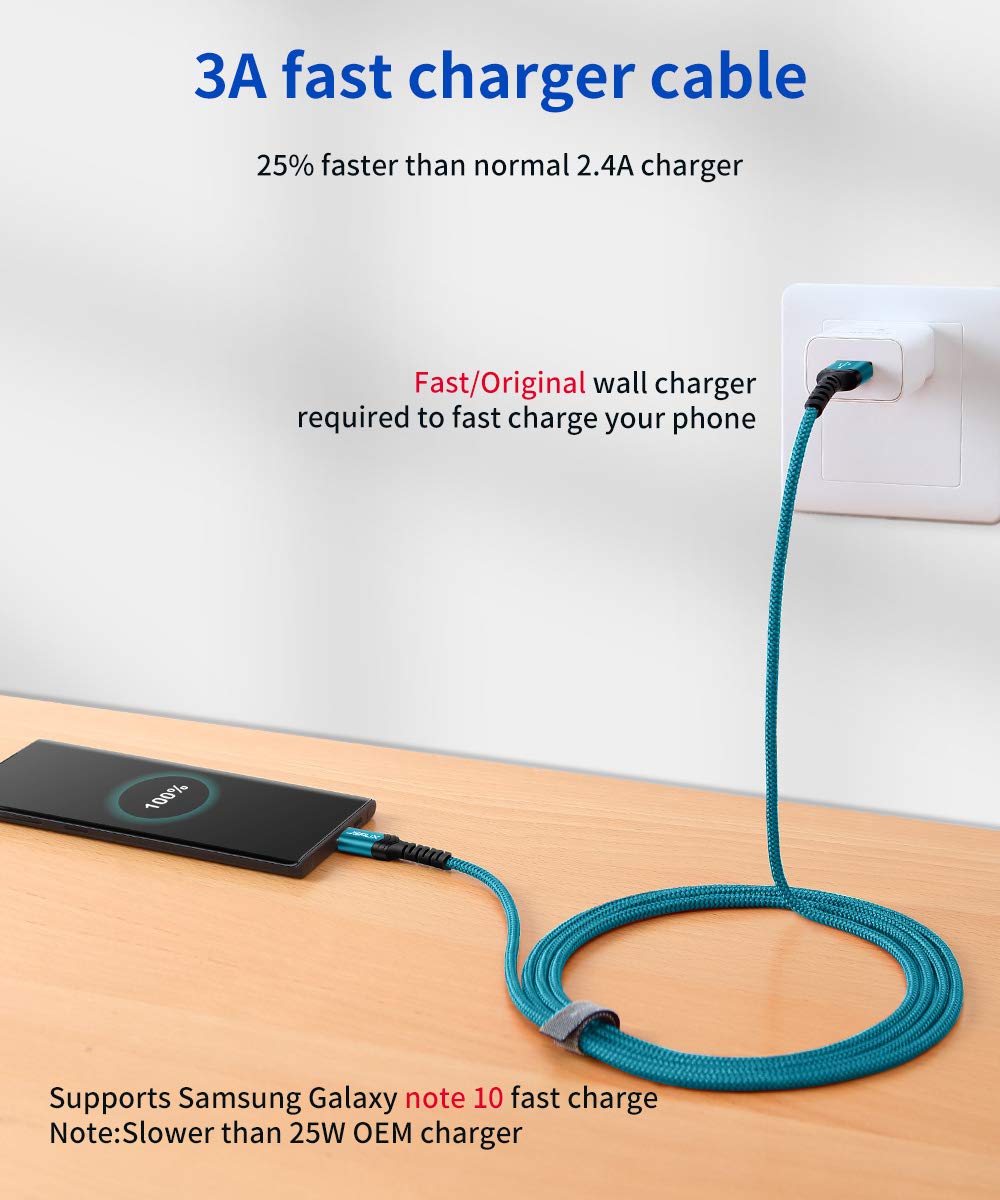 3A fast charger cable
25% faster than normal 2.4A charger
Fast/Original wall charger
required to fast charge your phone
100%
JSAUX
Supports Samsung Galaxy note 10 fast charge
Note:Slower than 25W OEM charger